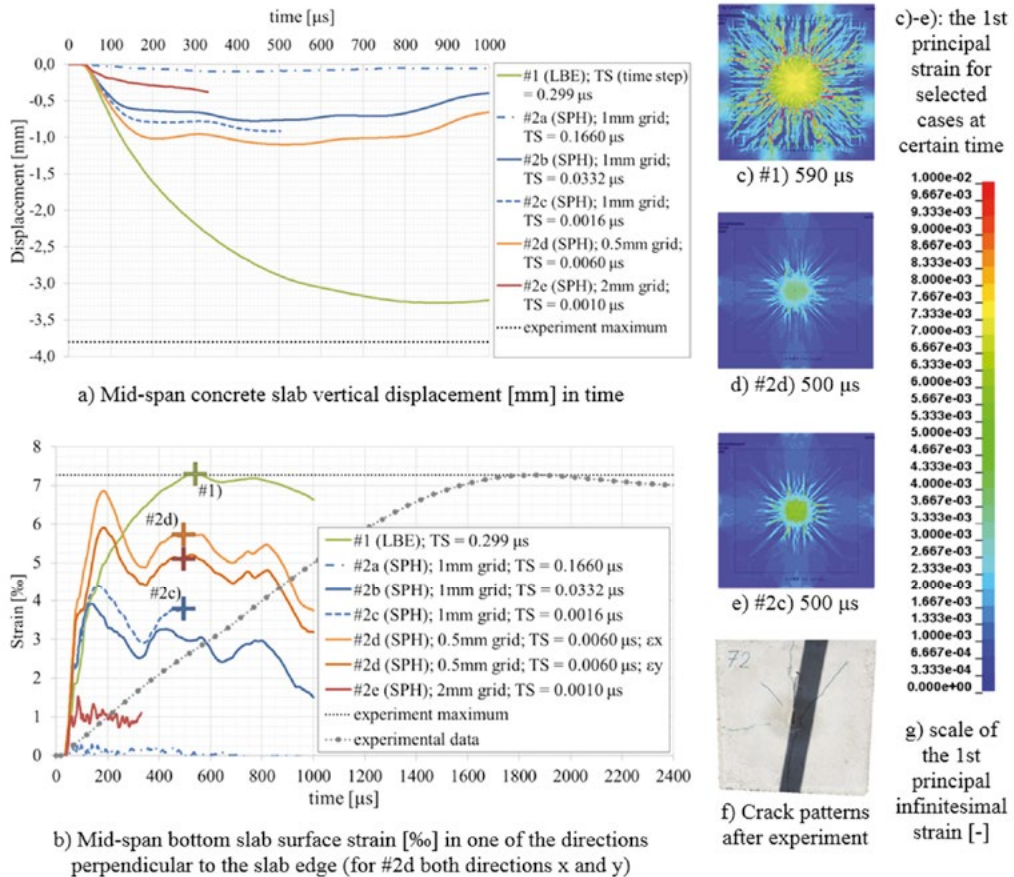 time [µs]
0 100 200 300 400 500 600 700 800 900 1000
0,0
-0,5
-1,0
-1,5
-2,0
-2,5
-3,0
-3,5
-4,0
Displacement [mm]
#1 (LBE); TS (time step)
= 0.299 µs
#2a (SPH); 1mm grid;
TS = 0.1660 µs
#2b (SPH); 1mm grid;
TS = 0.0332 µs
#2c (SPH); 1mm grid;
TS = 0.0016 µs
#2d (SPH); 0.5mm grid;
TS = 0.0060 µs
#2e (SPH); 2mm grid;
TS = 0.0010 µs
experiment maximum
a) Mid-span concrete slab vertical displacement [mm] in time
8
7
6
5
4
3
2
1
0
Strain [‰]
#1)
#2d)
#2c)
#1 (LBE); TS = 0.299 µs
#2a (SPH); 1mm grid; TS = 0.1660 µs
#2b (SPH); 1mm grid; TS = 0.0332 µs
#2c (SPH); 1mm grid; TS = 0.0016 µs
#2d (SPH); 0.5mm grid; TS = 0.0060 µs; εx
#2d (SPH); 0.5mm grid; TS = 0.0060 µs; εy
#2e (SPH); 2mm grid; TS = 0.0010 µs
experiment maximum
experimental data
0 200 400 600 800 1000 1200 1400 1600 1800 2000 2200 2400
time [µs]
b) Mid-span bottom slab surface strain [‰] in one of the directions
perpendicular to the slab edge (for #2d both directions x and y)
c) #1) 590 µs
d) #2d) 500 µs
e) #2c) 500 µs
72
f) Crack patterns
after experiment
c)-e): the 1st
principal
strain for
selected
cases at
certain time
1.000e-02
9.667e-03
9.333e-03
9.000e-03
8.667e-03
8.333e-03
8.000e-03
7.667e-03
7.333e-03
7.000e-03
6.667e-03
6.333e-03
6.000e-03
5.667e-03
5.333e-03
5.000e-03
4.667e-03
4.333e-03
4.000e-03
3.667e-03
3.333e-03
3.000e-03
2.667e-03
2.333e-03
2.000e-03
1.667e-03
1.333e-03
1.000e-03
6.667e-04
3.333e-04
0.000e+00
g) scale of
the 1st
principal
infinitesimal
strain [-]